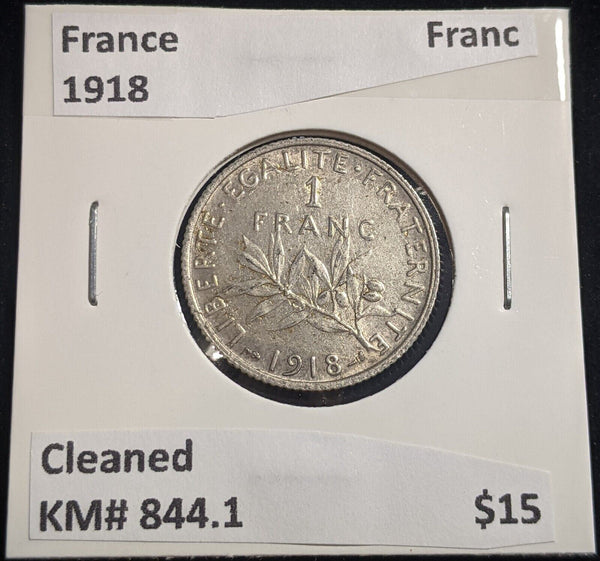 France Franc
1918
LIBERTE·EGALITE·FRATERNITE
1
FRANC
1918
Cleaned
KM# 844.1 $15